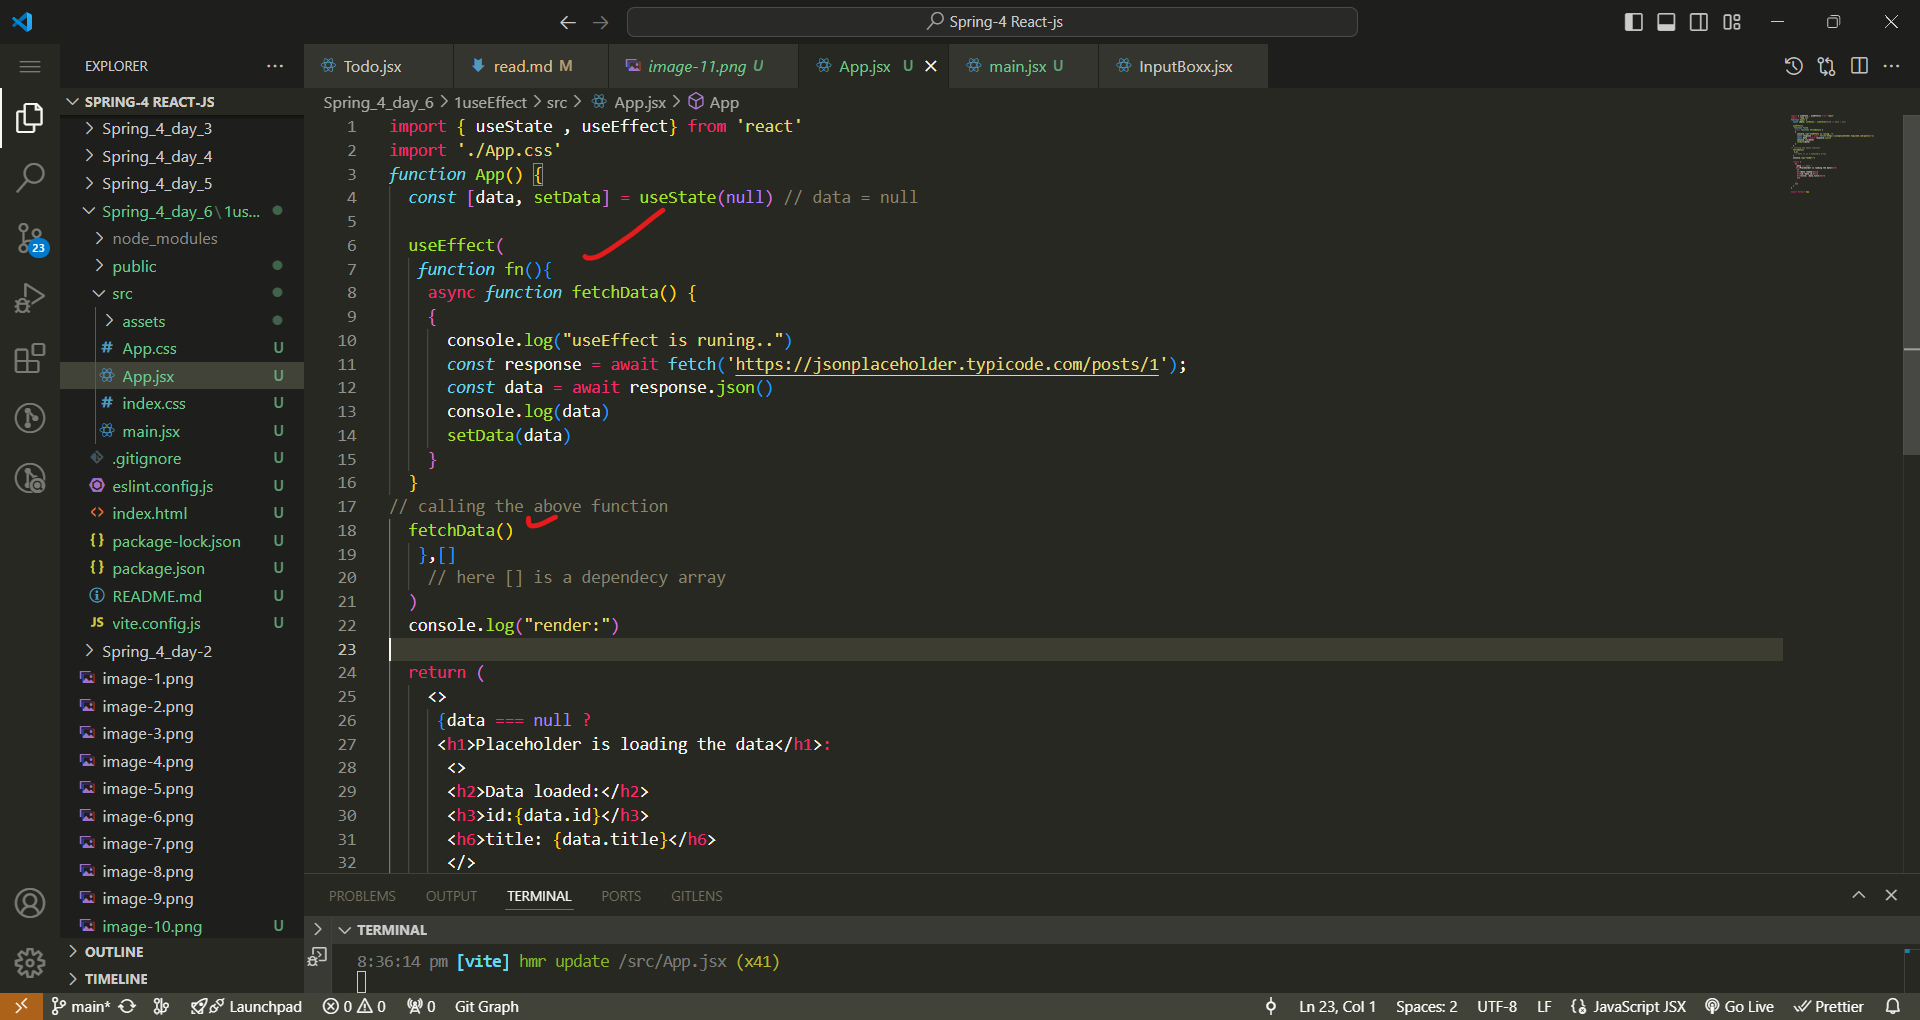 Spring-4 React-js
EXPLORER
Todo.jsx
read.md M
image-11.png U
App.jsx U
main.jsx U
InputBoxx.jsx
SPRING-4 REACT-JS
Spring_4_day_3
Spring_4_day_4
Spring_4_day_5
Spring_4_day_6\1us...
node_modules
public
src
assets
# App.css U
App.jsx U
# index.css U
main.jsx U
.gitignore U
eslint.config.js U
<> index.html U
{} package-lock.json U
{} package.json U
README.md U
JS vite.config.js U
Spring_4_day-2
image-1.png
image-2.png
image-3.png
image-4.png
image-5.png
image-6.png
image-7.png
image-8.png
image-9.png
image-10.png U
OUTLINE
TIMELINE
23
Spring_4_day_6 > 1useEffect > src > App.jsx > App
1 import { useState , useEffect} from 'react'
2 import './App.css'
3 function App() {
4 const [data, setData] = useState(null) // data = null
5
6 useEffect(
7 function fn(){
8 async function fetchData() {
9 {
10 console.log("useEffect is runing..")
11 const response = await fetch('https://jsonplaceholder.typicode.com/posts/1');
12 const data = await response.json()
13 console.log(data)
14 setData(data)
15 }
16 }
17 // calling the above function
18 fetchData()
19 },[]
20 // here [] is a dependecy array
21 )
22 console.log("render:")
23
24 return (
25 <>
26 {data === null ?
27 <h1>Placeholder is loading the data</h1>:
28 <>
29 <h2>Data loaded:</h2>
30 <h3>id:{data.id}</h3>
31 <h6>title: {data.title}</h6>
32 </>
PROBLEMS OUTPUT TERMINAL PORTS GITLENS
TERMINAL
8:36:14 pm [vite] hmr update /src/App.jsx (x41)
main* Launchpad 0 0 0 Git Graph Ln 23, Col 1 Spaces: 2 UTF-8 LF {} JavaScript JSX Go Live Prettier